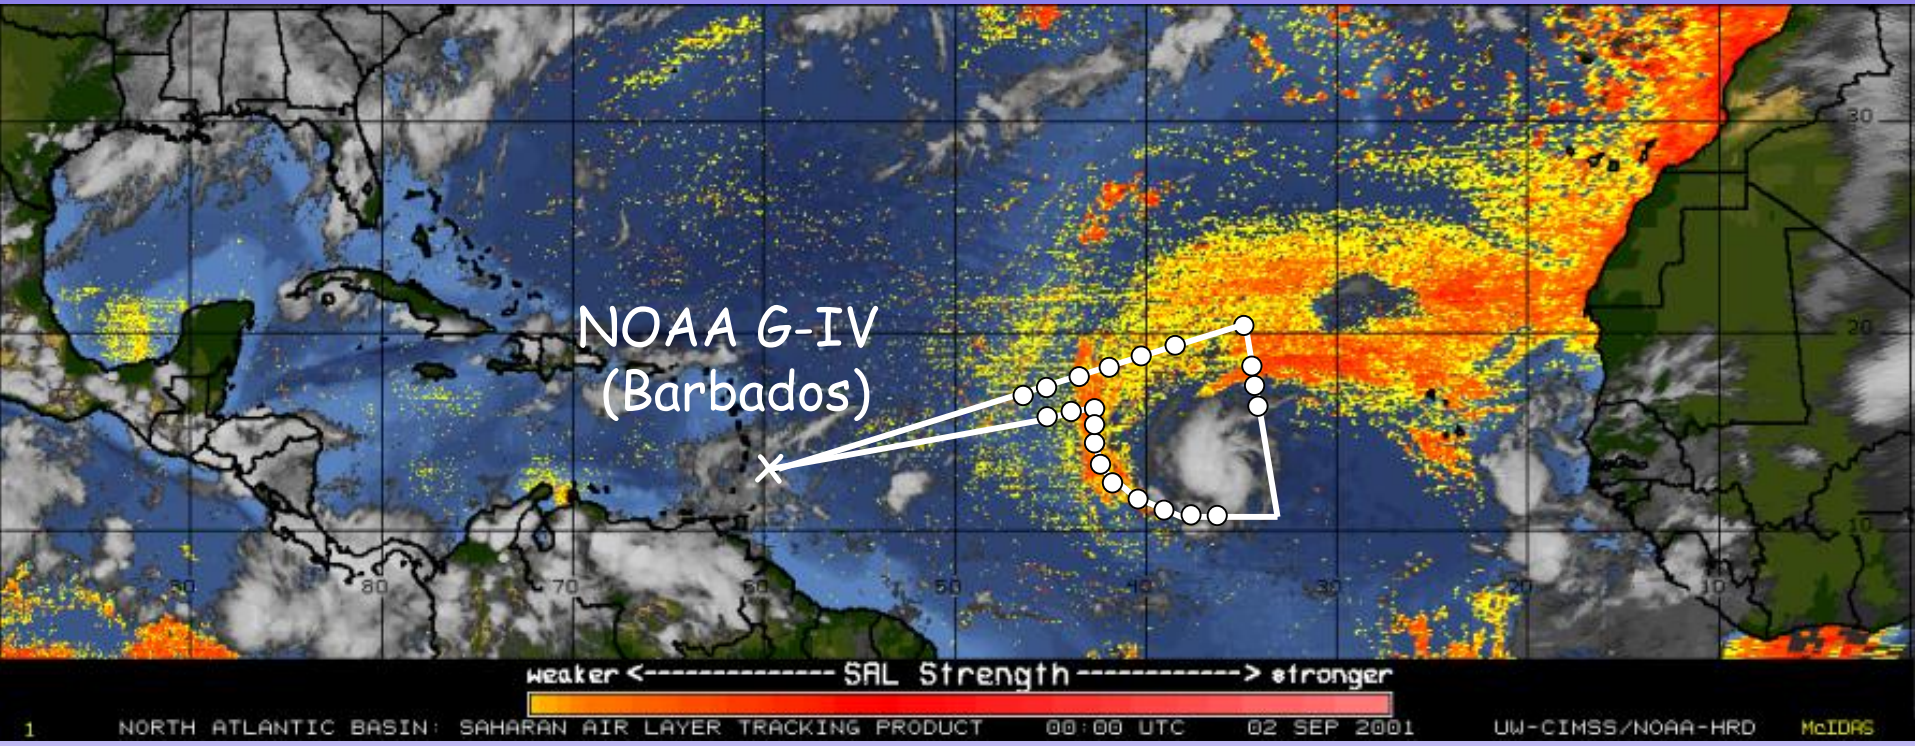 30
NOAA G-IV
20
(Barbados)
10
90 80 70 60 50 40 30 20 10
weaker <-------------- SAL Strength ------------> stronger
1 NORTH ATLANTIC BASIN: SAHARAN AIR LAYER TRACKING PRODUCT 00:00 UTC 02 SEP 2001 UW-CIMSS/NOAA-HRD McIDAS